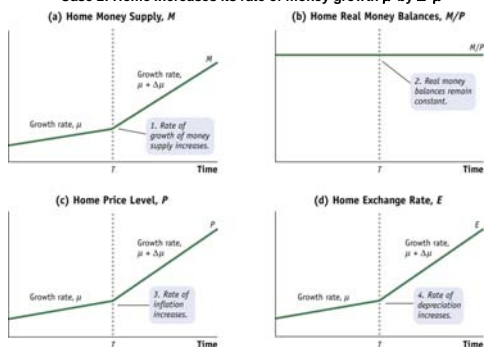 (a) Home Money Supply, M
M
Growth rate,
μ + Δμ
Growth rate, μ
1. Rate of
growth of money
supply increases.
T
Time
(b) Home Real Money Balances, M/P
M/P
2. Real money
balances remain
constant.
T
Time
(c) Home Price Level, P
P
Growth rate,
μ + Δμ
Growth rate, μ
3. Rate of
inflation
increases.
T
Time
(d) Home Exchange Rate, E
E
Growth rate,
μ + Δμ
Growth rate, μ
4. Rate of
depreciation
increases.
T
Time